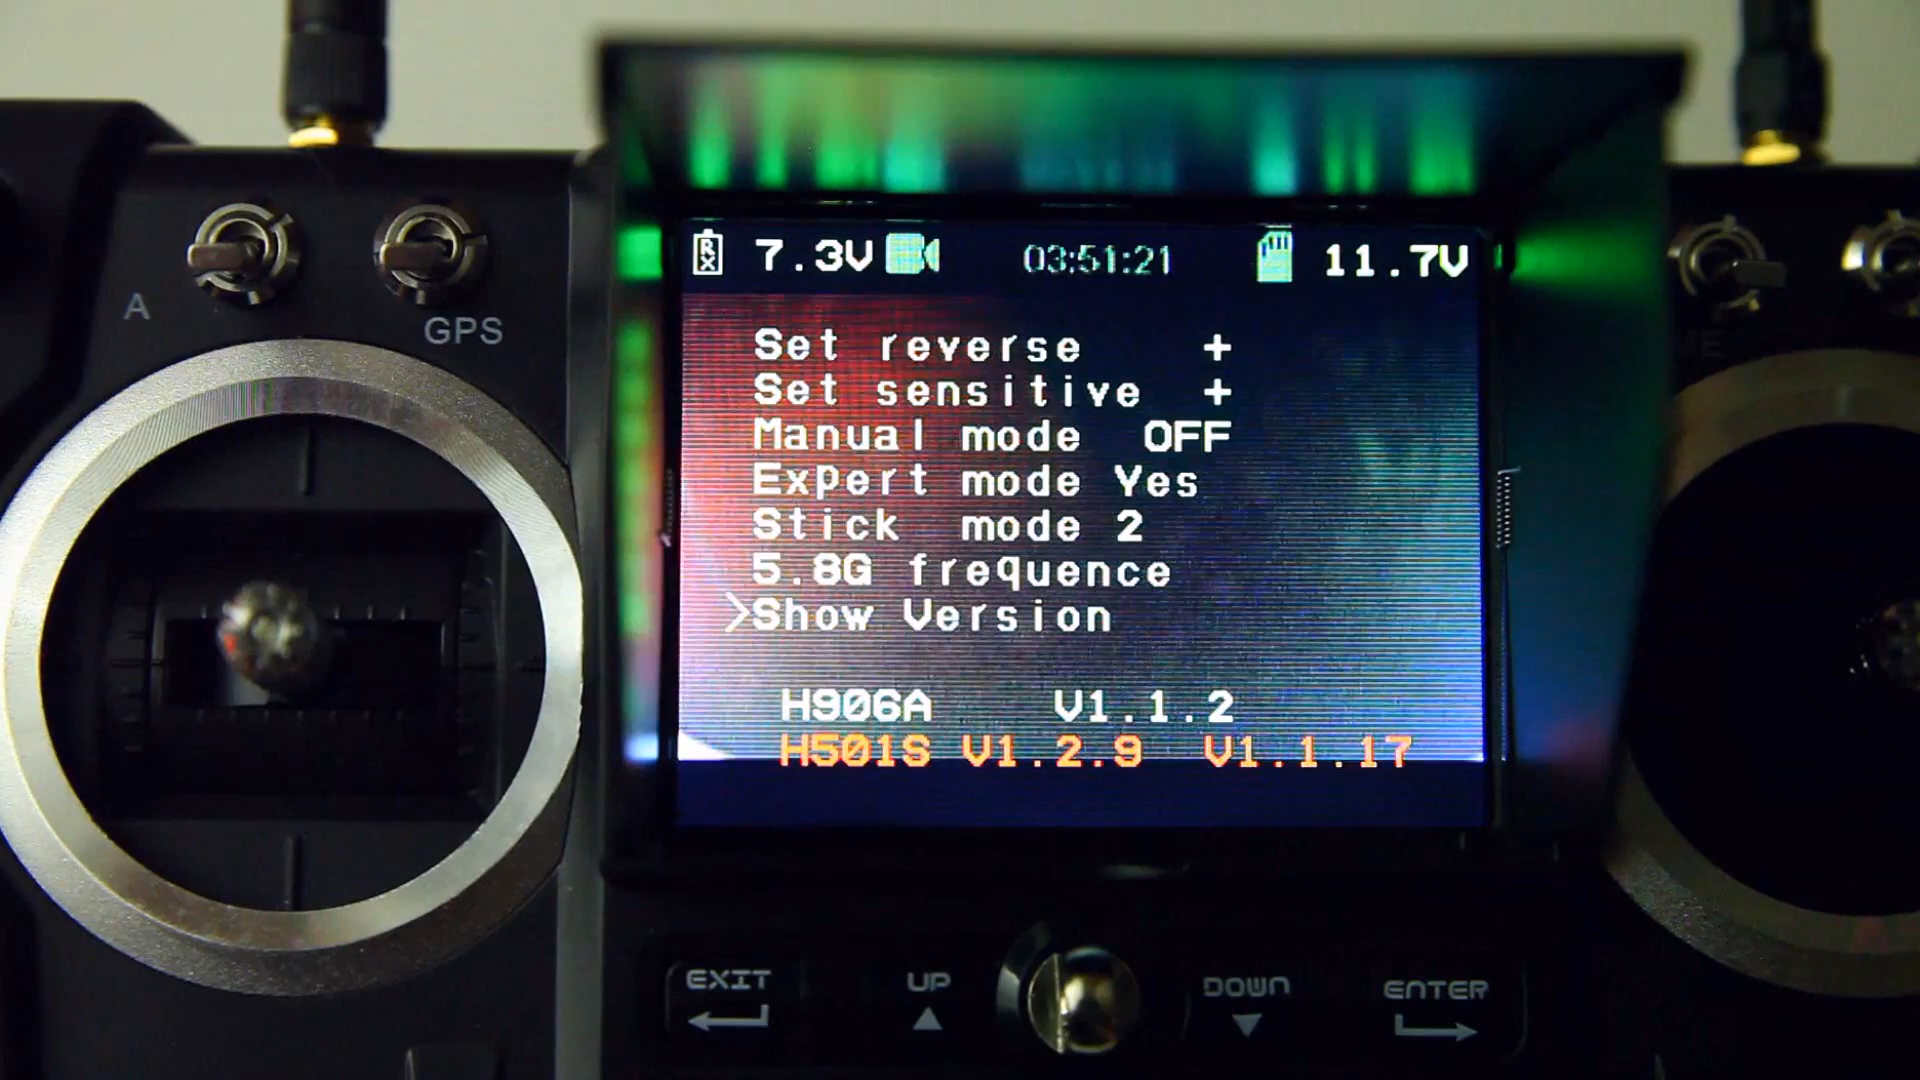 A
GPS
RX 7.3V 03:51:21 11.7V
Set reverse +
Set sensitive +
Manual mode OFF
Expert mode Yes
Stick mode 2
5.8G frequence
>Show Version
H906A V1.1.2
H501S V1.2.9 V1.1.17
EXIT UP DOWN ENTER